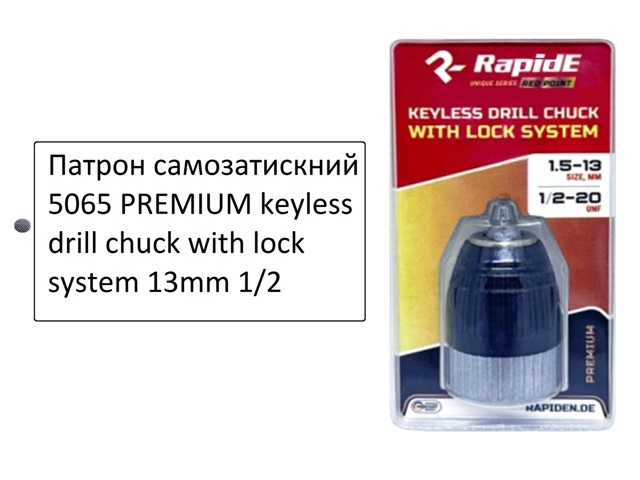 Патрон самозатискний
5065 PREMIUM keyless
drill chuck with lock
system 13mm 1/2
RapidE
UNIQUE SERIES RED POINT
KEYLESS DRILL CHUCK
WITH LOCK SYSTEM
1.5-13
SIZE, MM
1/2-20
UNF
PREMIUM
RAPIDEN.DE